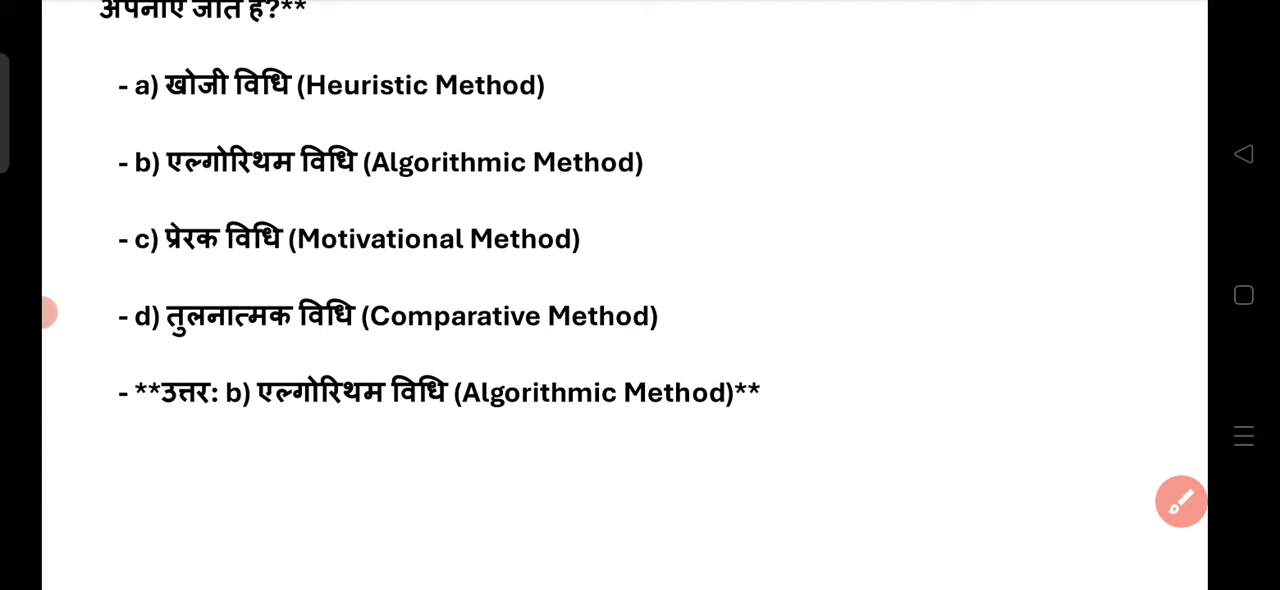 अपनाए जाते हैं?**
- a) खोजी विधि (Heuristic Method)
- b) एल्गोरिथम विधि (Algorithmic Method)
- c) प्रेरक विधि (Motivational Method)
- d) तुलनात्मक विधि (Comparative Method)
- **उत्तर: b) एल्गोरिथम विधि (Algorithmic Method)**